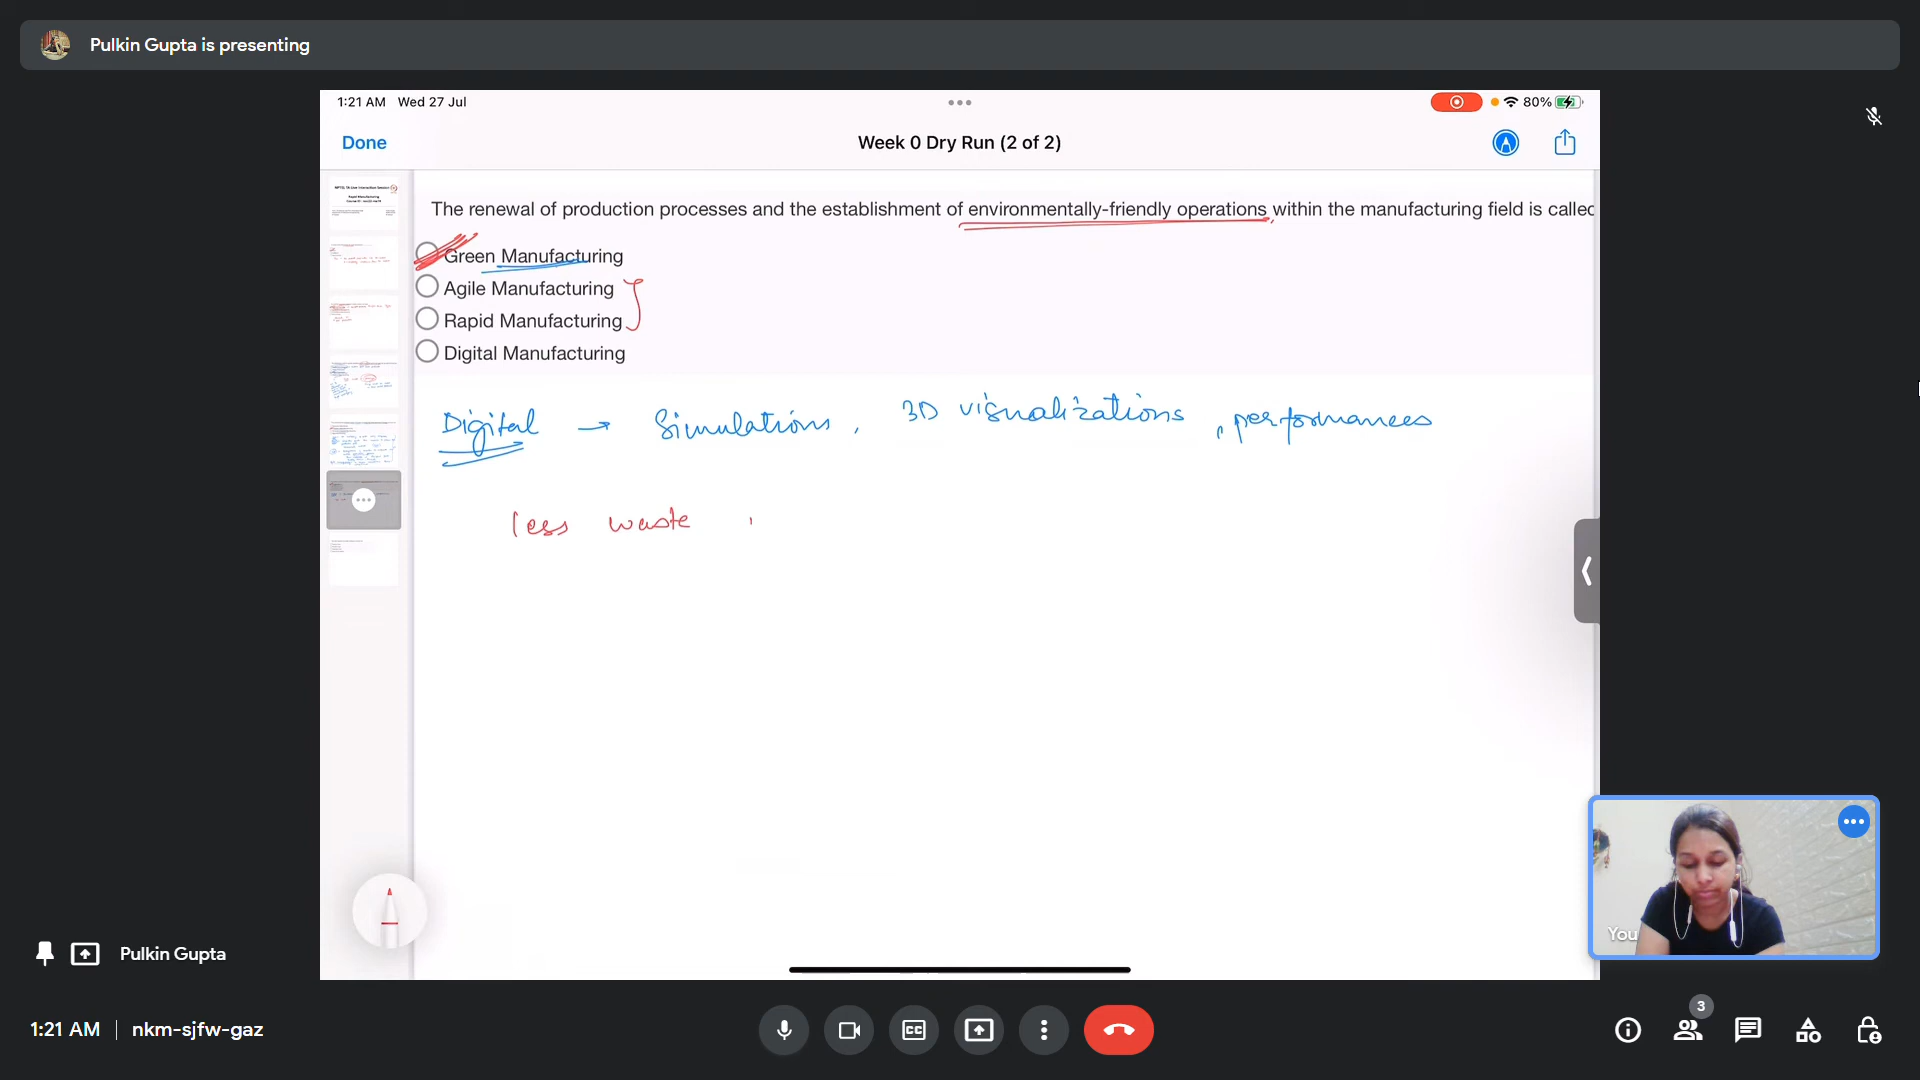 Pulkin Gupta is presenting
1:21 AM Wed 27 Jul
80%
Done
Week 0 Dry Run (2 of 2)
The renewal of production processes and the establishment of environmentally-friendly operations within the manufacturing field is called
Green Manufacturing
Agile Manufacturing
Rapid Manufacturing
Digital Manufacturing
Digital → Simulations, 3D visualizations, performances
less waste
You
Pulkin Gupta
1:21 AM | nkm-sjfw-gaz
CC
3